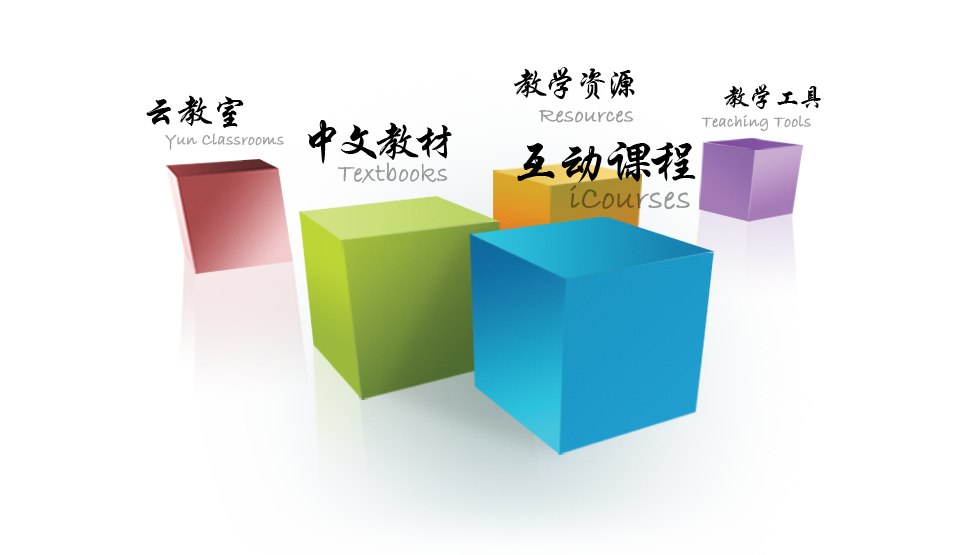 云教室
Yun Classrooms
中文教材
Textbooks
教学资源
Resources
互动课程
iCourses
教学工具
Teaching Tools